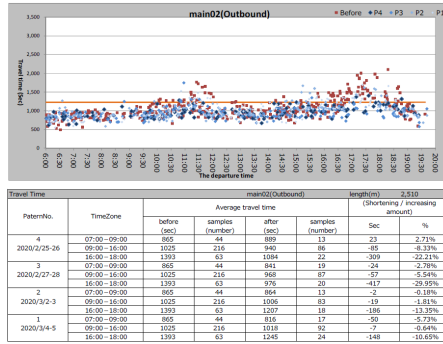 main02(Outbound)
Before P4 P3 P2 P1
Travel time (Sec)
3,500
3,000
2,500
2,000
1,500
1,000
500
0
6:00 6:30 7:00 7:30 8:00 8:30 9:00 9:30 10:00 10:30 11:00 11:30 12:00 12:30 13:00 13:30 14:00 14:30 15:00 15:30 16:00 16:30 17:00 17:30 18:00 18:30 19:00 19:30 20:00
The departure time
Travel Time main02(Outbound) length(m) 2,510
PaternNo. TimeZone Average travel time (Shortening / increasing amount)
before (sec) samples (number) after (sec) samples (number) Sec %
4 2020/2/25-26
07:00~09:00 865 44 889 13 23 2.71%
09:00~16:00 1025 216 940 86 -85 -8.33%
16:00~18:00 1393 63 1084 22 -309 -22.21%
3 2020/2/27-28
07:00~09:00 865 44 841 19 -24 -2.78%
09:00~16:00 1025 216 968 87 -57 -5.54%
16:00~18:00 1393 63 976 20 -417 -29.95%
2 2020/3/2-3
07:00~09:00 865 44 864 13 -2 -0.18%
09:00~16:00 1025 216 1006 83 -19 -1.81%
16:00~18:00 1393 63 1207 18 -186 -13.35%
1 2020/3/4-5
07:00~09:00 865 44 816 17 -50 -5.73%
09:00~16:00 1025 216 1018 92 -7 -0.64%
16:00~18:00 1393 63 1245 24 -148 -10.65%